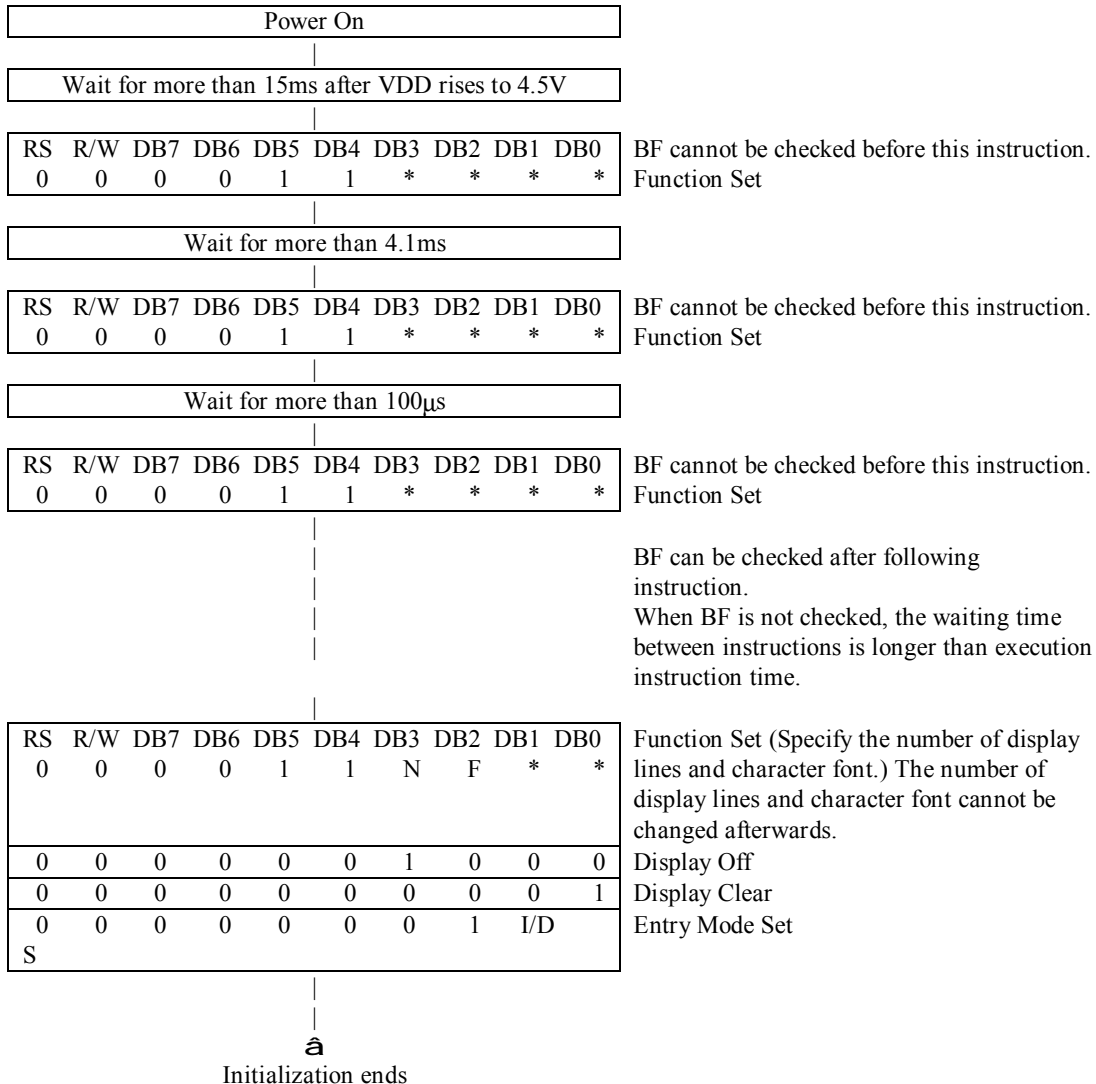 Power On
|
Wait for more than 15ms after VDD rises to 4.5V
|
RS R/W DB7 DB6 DB5 DB4 DB3 DB2 DB1 DB0 BF cannot be checked before this instruction.
0 0 0 0 1 1 * * * * Function Set
|
Wait for more than 4.1ms
|
RS R/W DB7 DB6 DB5 DB4 DB3 DB2 DB1 DB0 BF cannot be checked before this instruction.
0 0 0 0 1 1 * * * * Function Set
|
Wait for more than 100μs
|
RS R/W DB7 DB6 DB5 DB4 DB3 DB2 DB1 DB0 BF cannot be checked before this instruction.
0 0 0 0 1 1 * * * * Function Set
|
| BF can be checked after following
| instruction.
| When BF is not checked, the waiting time
| between instructions is longer than execution
instruction time.
|
RS R/W DB7 DB6 DB5 DB4 DB3 DB2 DB1 DB0 Function Set (Specify the number of display
0 0 0 0 1 1 N F * * lines and character font.) The number of
display lines and character font cannot be
changed afterwards.
0 0 0 0 0 0 1 0 0 0 Display Off
0 0 0 0 0 0 0 0 0 1 Display Clear
0 0 0 0 0 0 0 1 I/D Entry Mode Set
S
|
|
â
Initialization ends